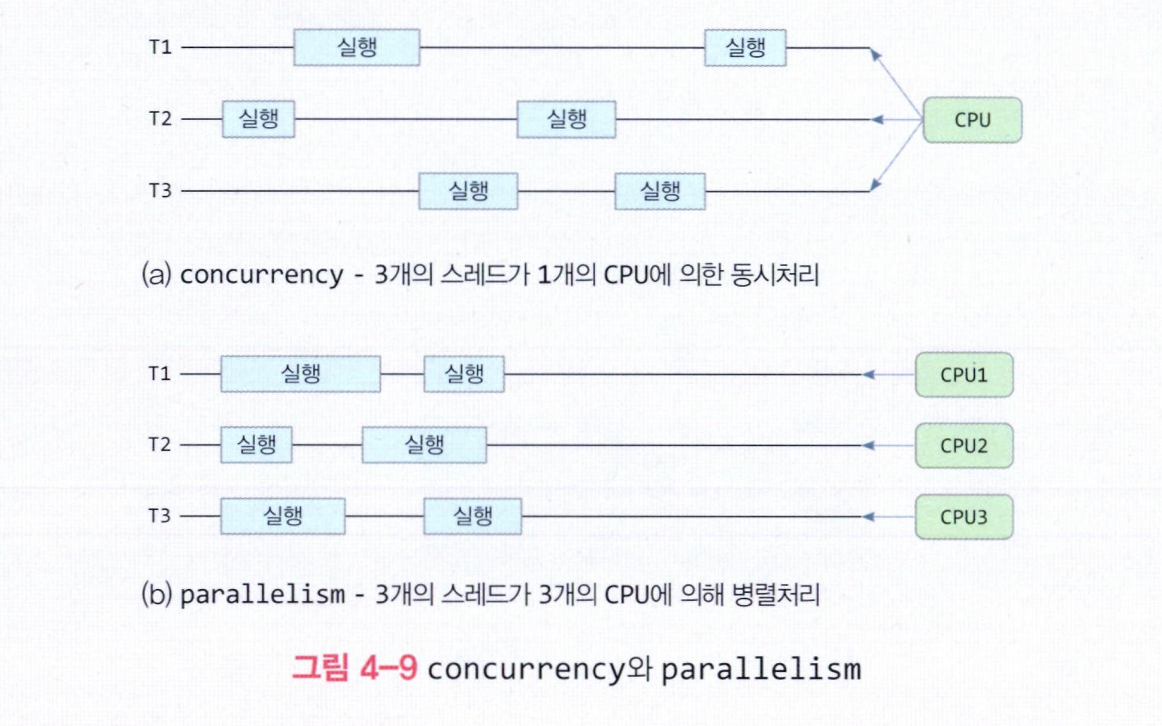 T1 실행 실행
T2 실행 실행 CPU
T3 실행 실행
(a) concurrency - 3개의 스레드가 1개의 CPU에 의한 동시처리
T1 실행 실행 CPU1
T2 실행 실행 CPU2
T3 실행 실행 CPU3
(b) parallelism - 3개의 스레드가 3개의 CPU에 의해 병렬처리
그림 4-9 concurrency와 parallelism